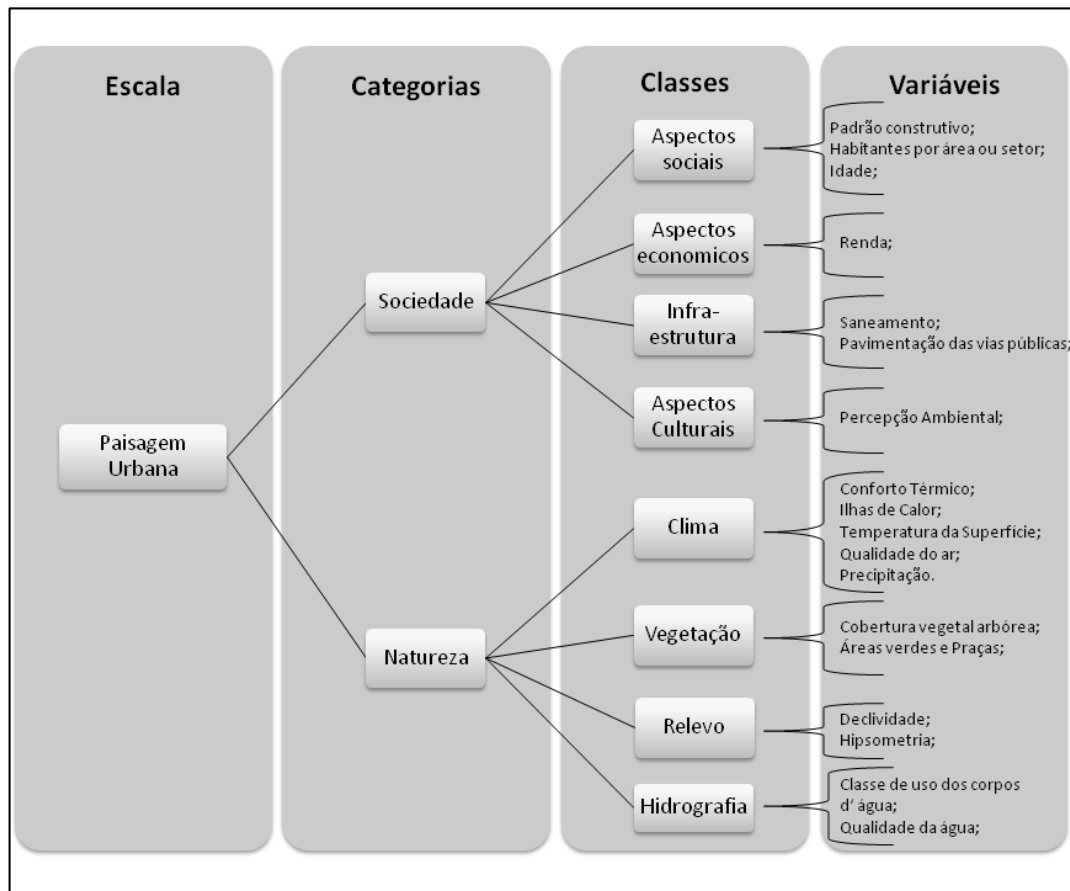 Escala
Categorias
Classes
Variáveis
Paisagem
Urbana
Sociedade
Natureza
Aspectos
sociais
Padrão construtivo;
Habitantes por área ou setor;
Idade;
Aspectos
economicos
Renda;
Infra-
estrutura
Saneamento;
Pavimentação das vias públicas;
Aspectos
Culturais
Percepção Ambiental;
Clima
Conforto Térmico;
Ilhas de Calor;
Temperatura da Superfície;
Qualidade do ar;
Precipitação.
Vegetação
Cobertura vegetal arbórea;
Áreas verdes e Praças;
Relevo
Declividade;
Hipsometria;
Hidrografia
Classe de uso dos corpos
d‘ água;
Qualidade da água;